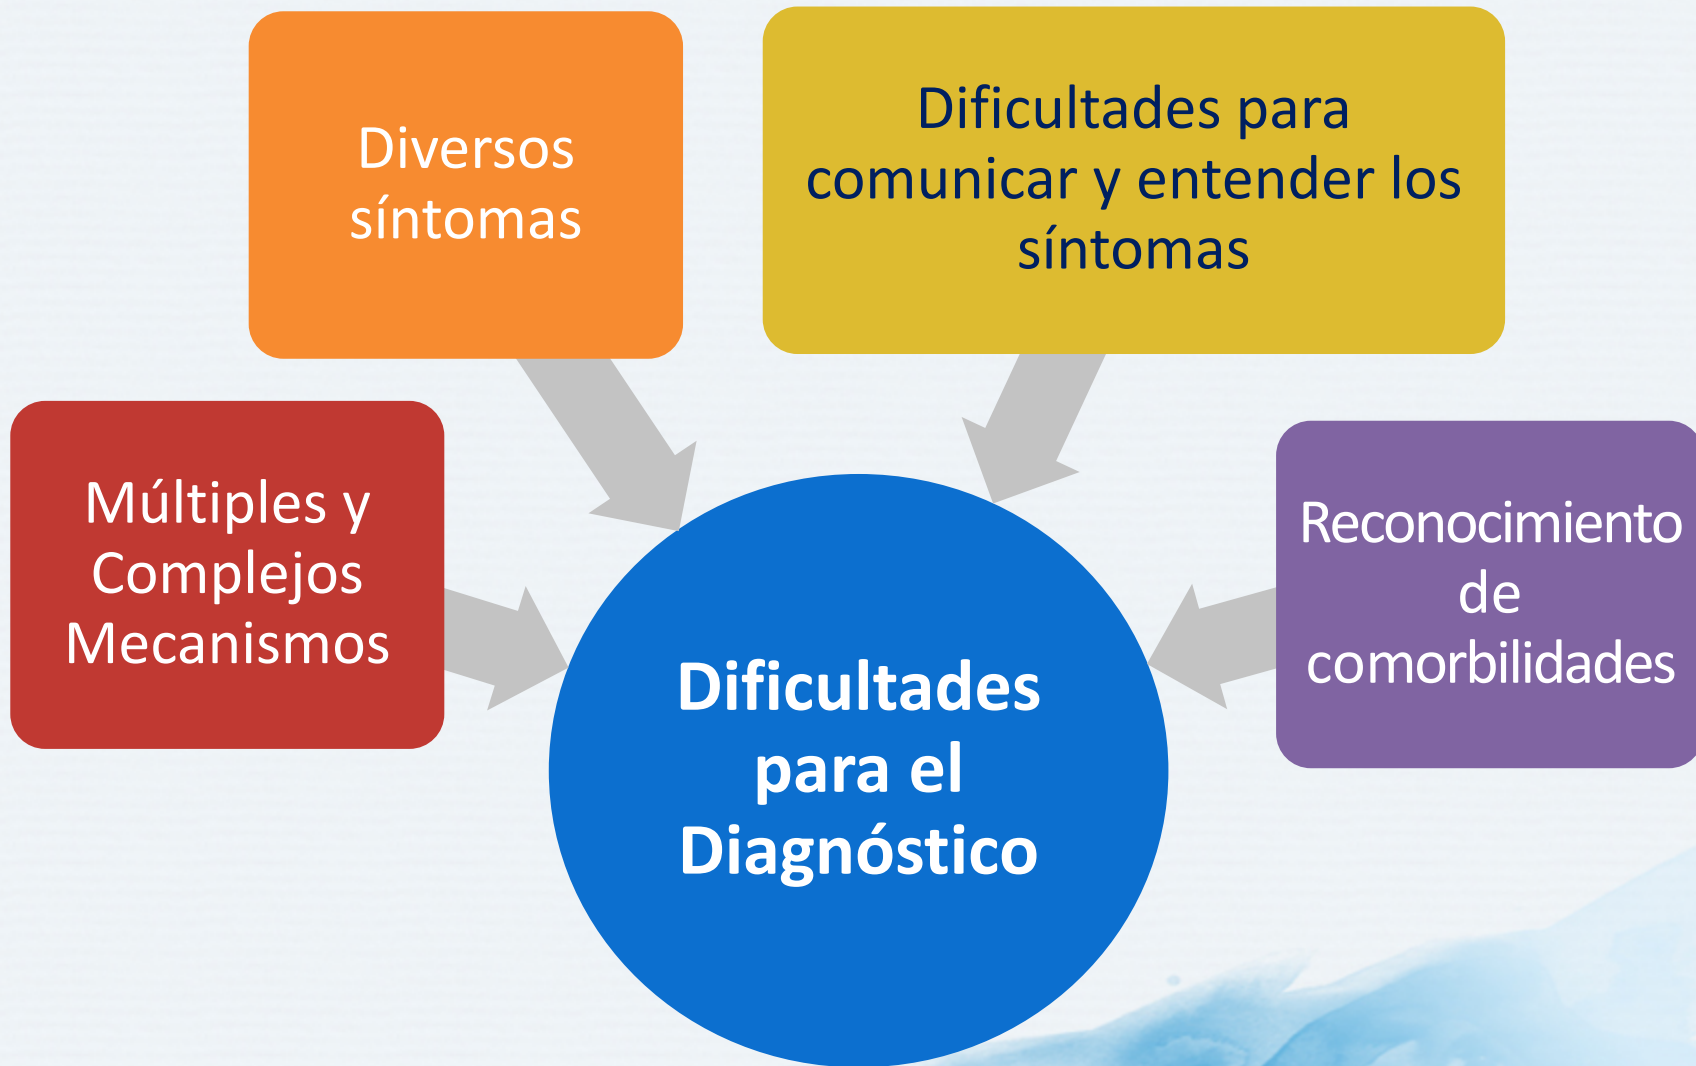 Diversos
síntomas
Dificultades para
comunicar y entender los
síntomas
Múltiples y
Complejos
Mecanismos
Reconocimiento
de
comorbilidades
Dificultades
para el
Diagnóstico